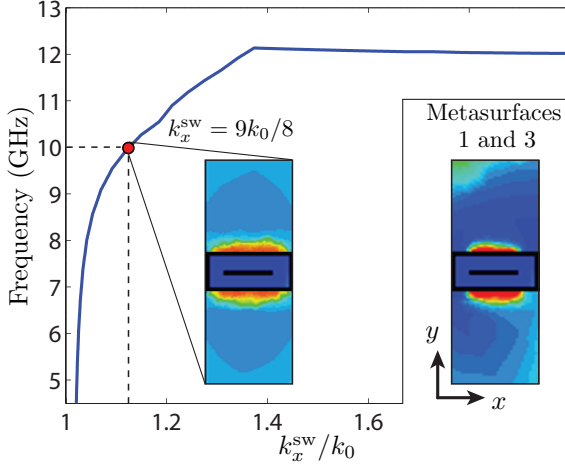 13
12
11
10
9
8
7
6
5
Frequency (GHz)
1
1.2
1.4
1.6
k_x^sw/k_0
k_x^sw = 9k_0/8
Metasurfaces
1 and 3
y
x